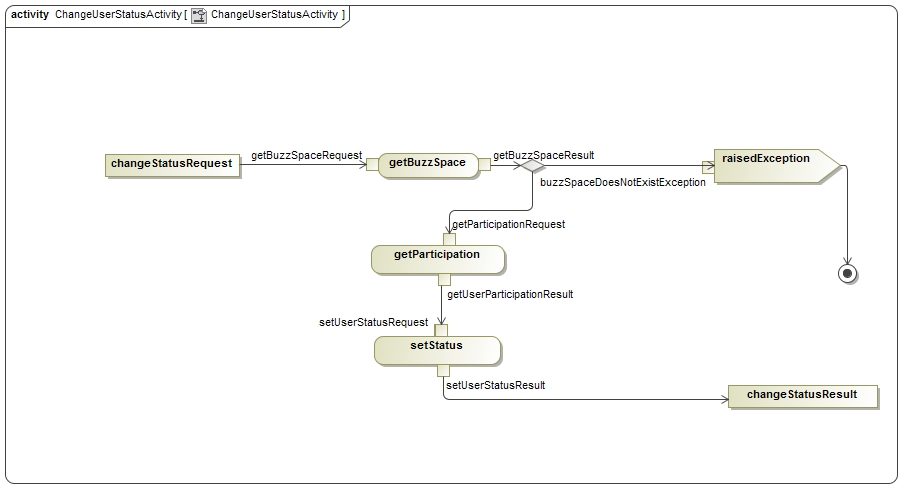 activity ChangeUserStatusActivity [ ChangeUserStatusActivity ]
getBuzzSpaceRequest
getBuzzSpaceResult
changeStatusRequest
getBuzzSpace
raisedException
buzzSpaceDoesNotExistException
getParticipationRequest
getParticipation
getUserParticipationResult
setUserStatusRequest
setStatus
setUserStatusResult
changeStatusResult